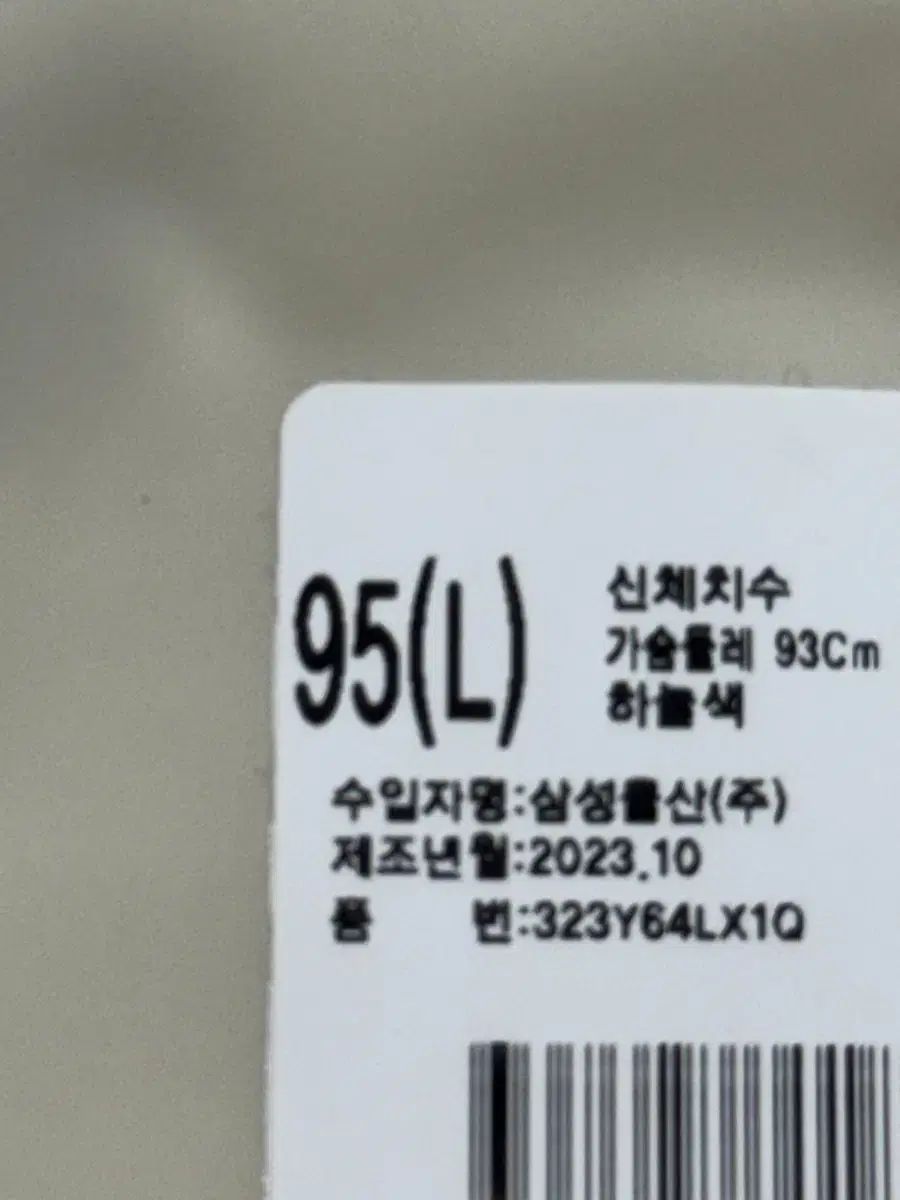 95(L)
신체치수
가슴둘레 93Cm
하늘색
수입자명:삼성물산(주)
제조년월:2023.10
품 번:323Y64LX1Q